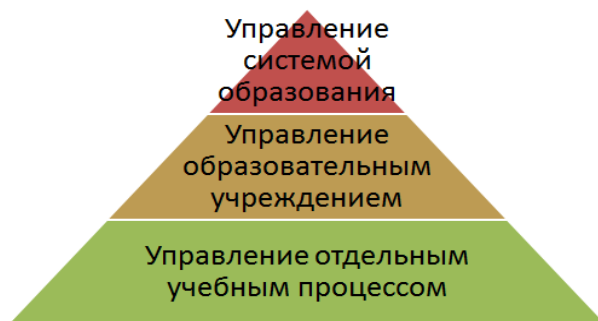 Управление
системой
образования
Управление
образовательным
учреждением
Управление отдельным
учебным процессом